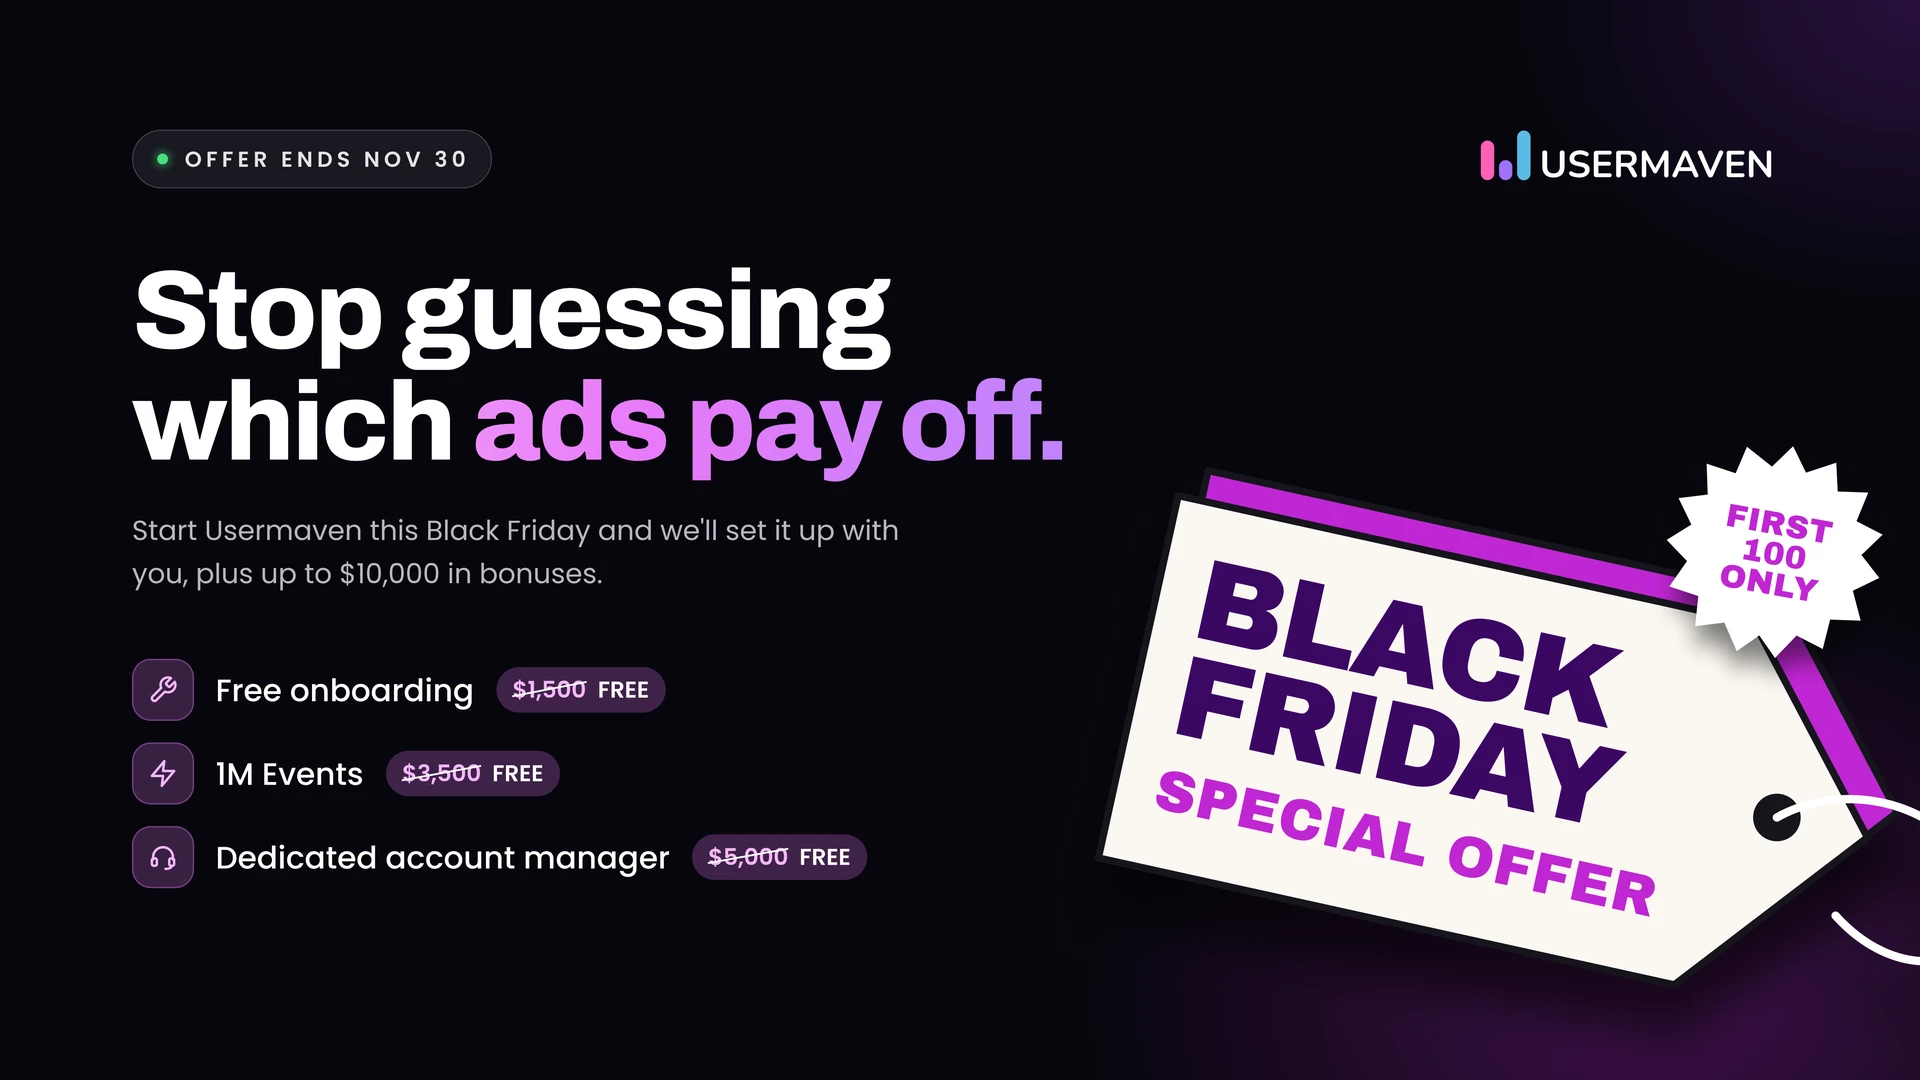 OFFER ENDS NOV 30
USERMAVEN
Stop guessing
which ads pay off.
Start Usermaven this Black Friday and we'll set it up with
you, plus up to $10,000 in bonuses.
Free onboarding $1,500 FREE
1M Events $3,500 FREE
Dedicated account manager $5,000 FREE
FIRST
100
ONLY
BLACK
FRIDAY
SPECIAL OFFER